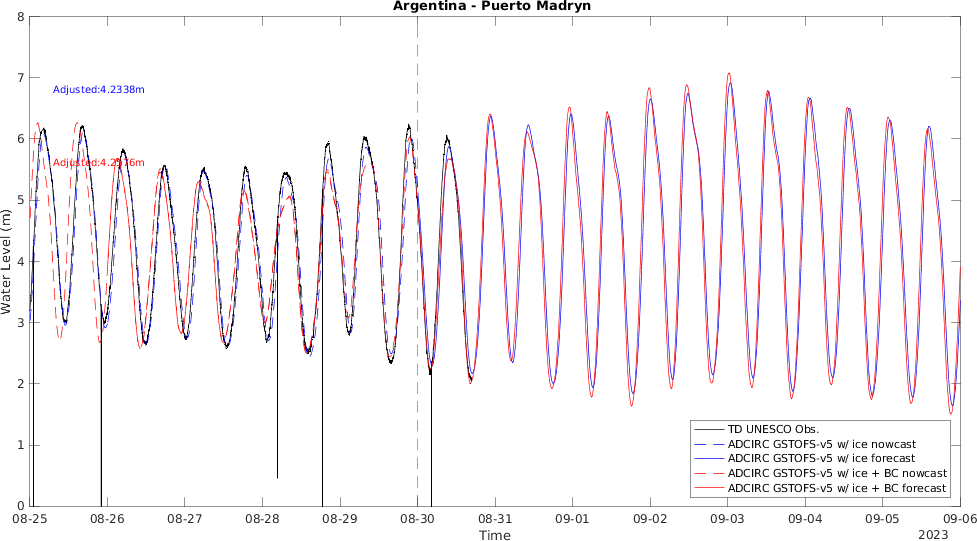 Argentina - Puerto Madryn
Water Level (m)
8
7
6
5
4
3
2
1
0
Adjusted:4.2338m
Adjusted:4.2576m
TD UNESCO Obs.
ADCIRC GSTOFS-v5 w/ ice nowcast
ADCIRC GSTOFS-v5 w/ ice forecast
ADCIRC GSTOFS-v5 w/ ice + BC nowcast
ADCIRC GSTOFS-v5 w/ ice + BC forecast
08-25 08-26 08-27 08-28 08-29 08-30 08-31 09-01 09-02 09-03 09-04 09-05 09-06
Time
2023